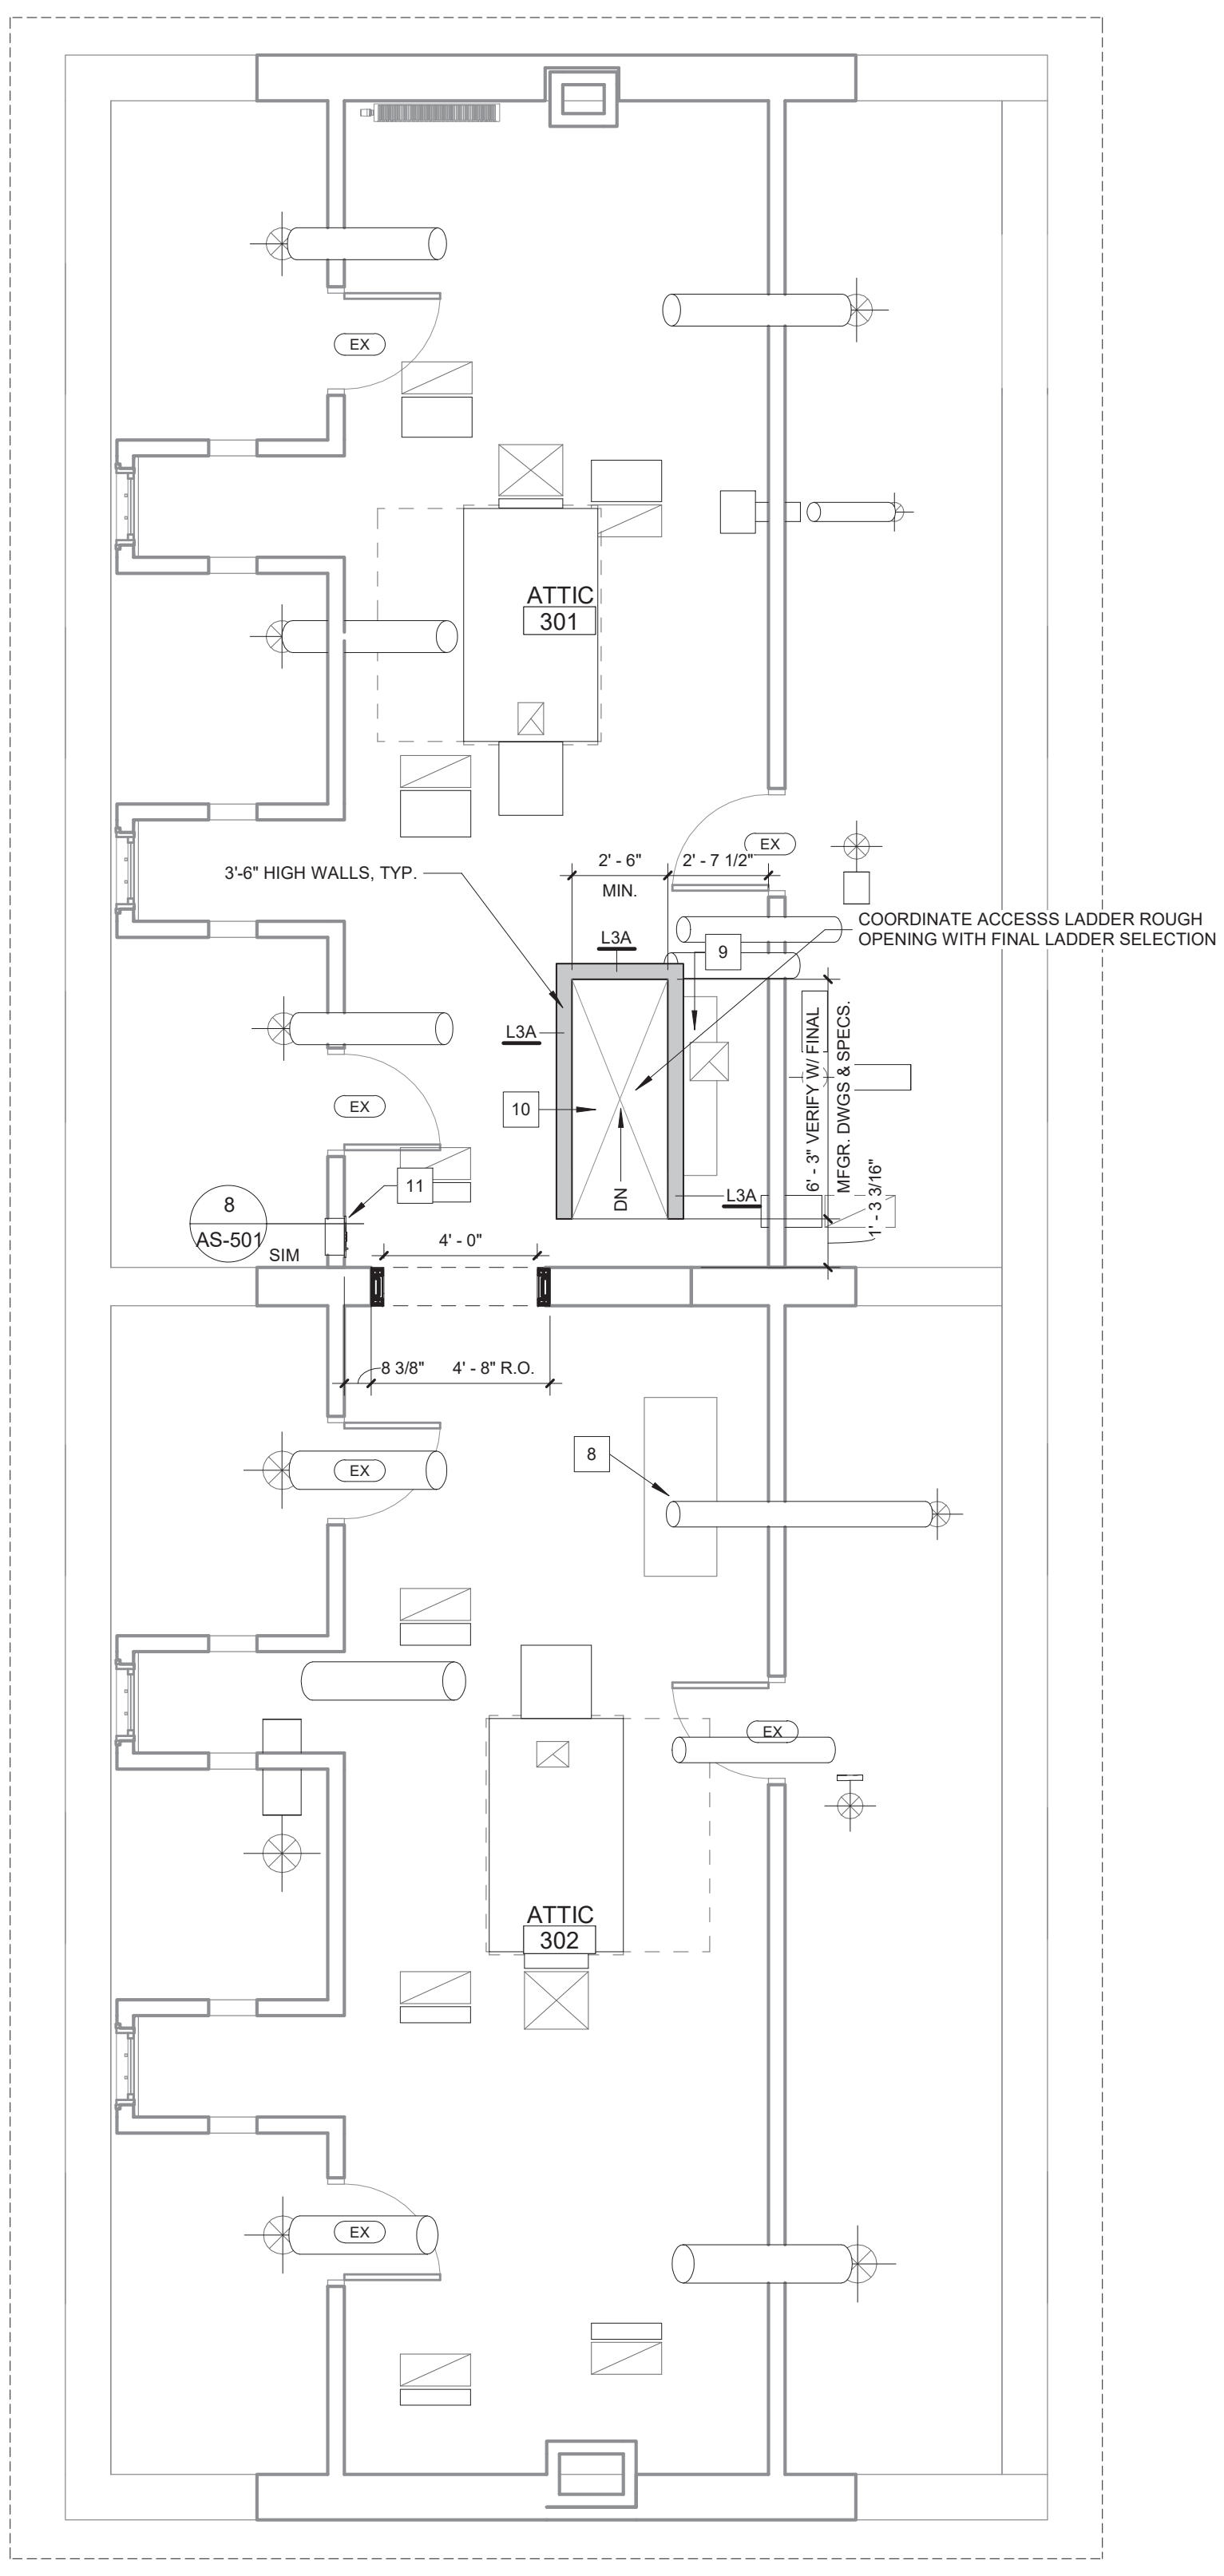 EX
ATTIC
301
EX
3'-6" HIGH WALLS, TYP.
2' - 6"
MIN.
2' - 7 1/2"
COORDINATE ACCESSS LADDER ROUGH
OPENING WITH FINAL LADDER SELECTION
L3A
9
L3A
10
DN
6' - 3" VERIFY W/ FINAL
MFGR. DWGS & SPECS.
EX
11
L3A
1' - 3 3/16"
8
AS-501
SIM
4' - 0"
8 3/8"
4' - 8" R.O.
8
EX
EX
ATTIC
302
EX